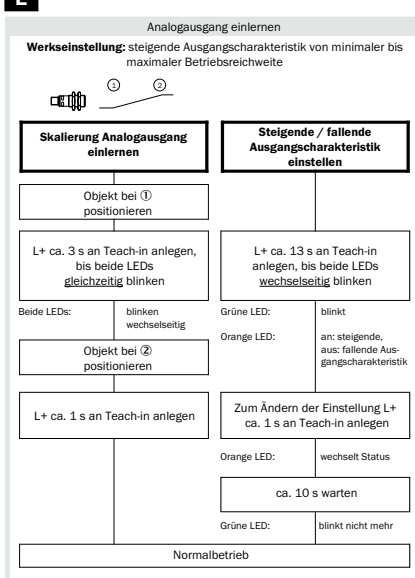 E
Analogausgang einlernen
Werkseinstellung: steigende Ausgangscharakteristik von minimaler bis
maximaler Betriebsreichweite
① ②
Skalierung Analogausgang
einlernen
Objekt bei ①
positionieren
L+ ca. 3 s an Teach-in anlegen,
bis beide LEDs
gleichzeitig blinken
Beide LEDs: blinken
wechselseitig
Objekt bei ②
positionieren
L+ ca. 1 s an Teach-in anlegen
Steigende / fallende
Ausgangscharakteristik
einstellen
L+ ca. 13 s an Teach-in
anlegen, bis beide LEDs
wechselseitig blinken
Grüne LED: blinkt
Orange LED: an: steigende,
aus: fallende Aus-
gangscharakteristik
Zum Ändern der Einstellung L+
ca. 1 s an Teach-in anlegen
Orange LED: wechselt Status
ca. 10 s warten
Grüne LED: blinkt nicht mehr
Normalbetrieb